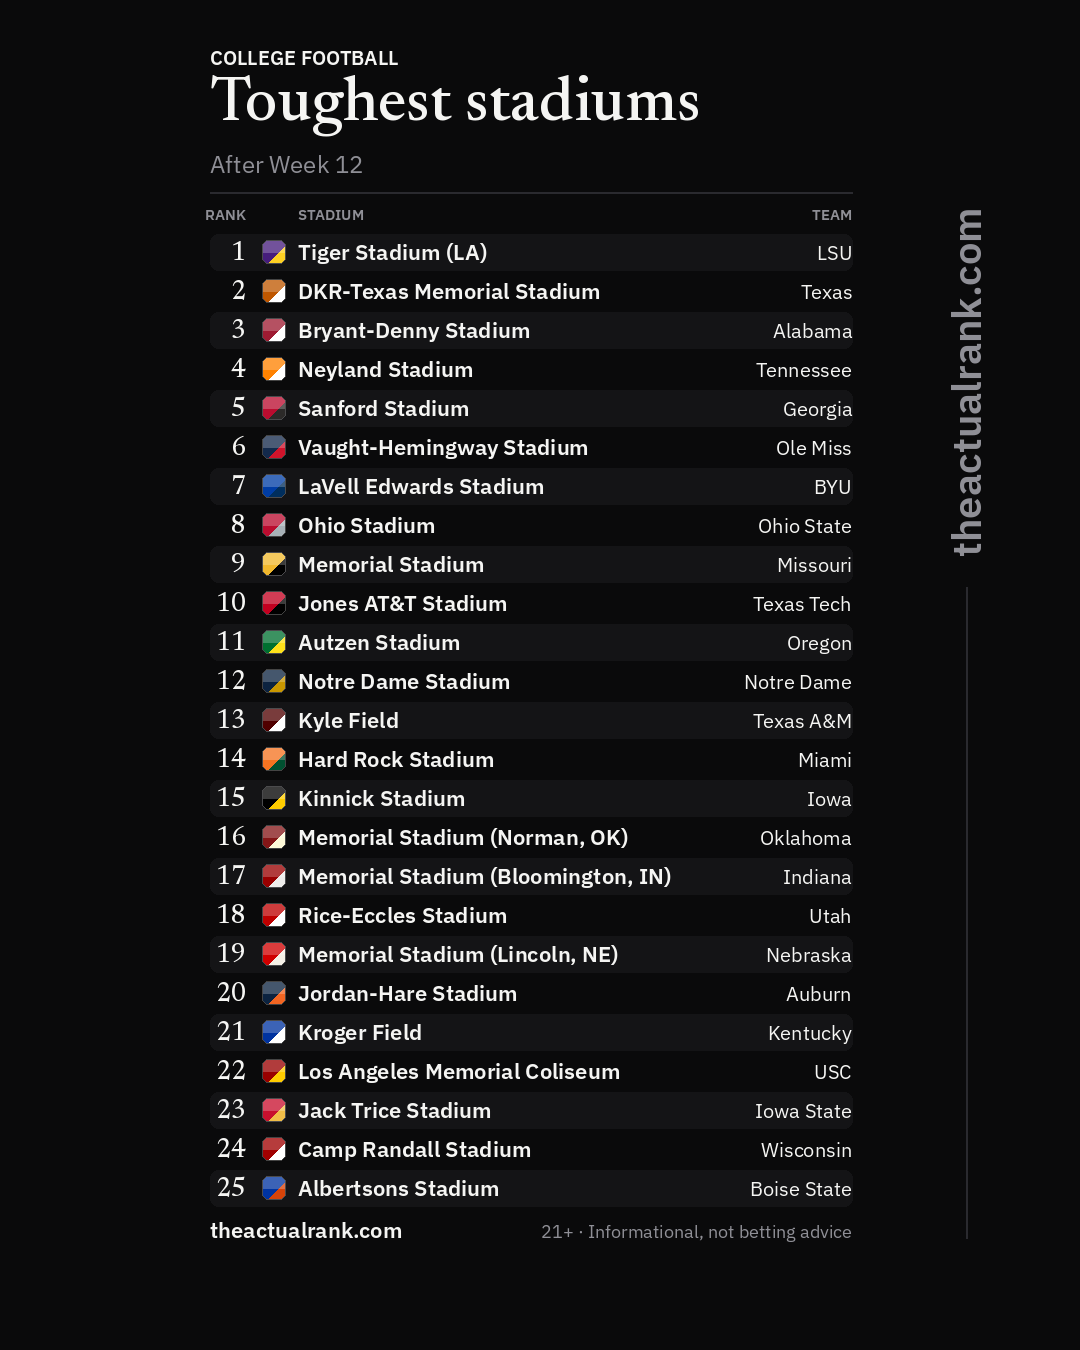 COLLEGE FOOTBALL
Toughest stadiums
After Week 12
RANK STADIUM TEAM
1 Tiger Stadium (LA) LSU
2 DKR-Texas Memorial Stadium Texas
3 Bryant-Denny Stadium Alabama
4 Neyland Stadium Tennessee
5 Sanford Stadium Georgia
6 Vaught-Hemingway Stadium Ole Miss
7 LaVell Edwards Stadium BYU
8 Ohio Stadium Ohio State
9 Memorial Stadium Missouri
10 Jones AT&T Stadium Texas Tech
11 Autzen Stadium Oregon
12 Notre Dame Stadium Notre Dame
13 Kyle Field Texas A&M
14 Hard Rock Stadium Miami
15 Kinnick Stadium Iowa
16 Memorial Stadium (Norman, OK) Oklahoma
17 Memorial Stadium (Bloomington, IN) Indiana
18 Rice-Eccles Stadium Utah
19 Memorial Stadium (Lincoln, NE) Nebraska
20 Jordan-Hare Stadium Auburn
21 Kroger Field Kentucky
22 Los Angeles Memorial Coliseum USC
23 Jack Trice Stadium Iowa State
24 Camp Randall Stadium Wisconsin
25 Albertsons Stadium Boise State
theactualrank.com 21+ · Informational, not betting advice
theactualrank.com